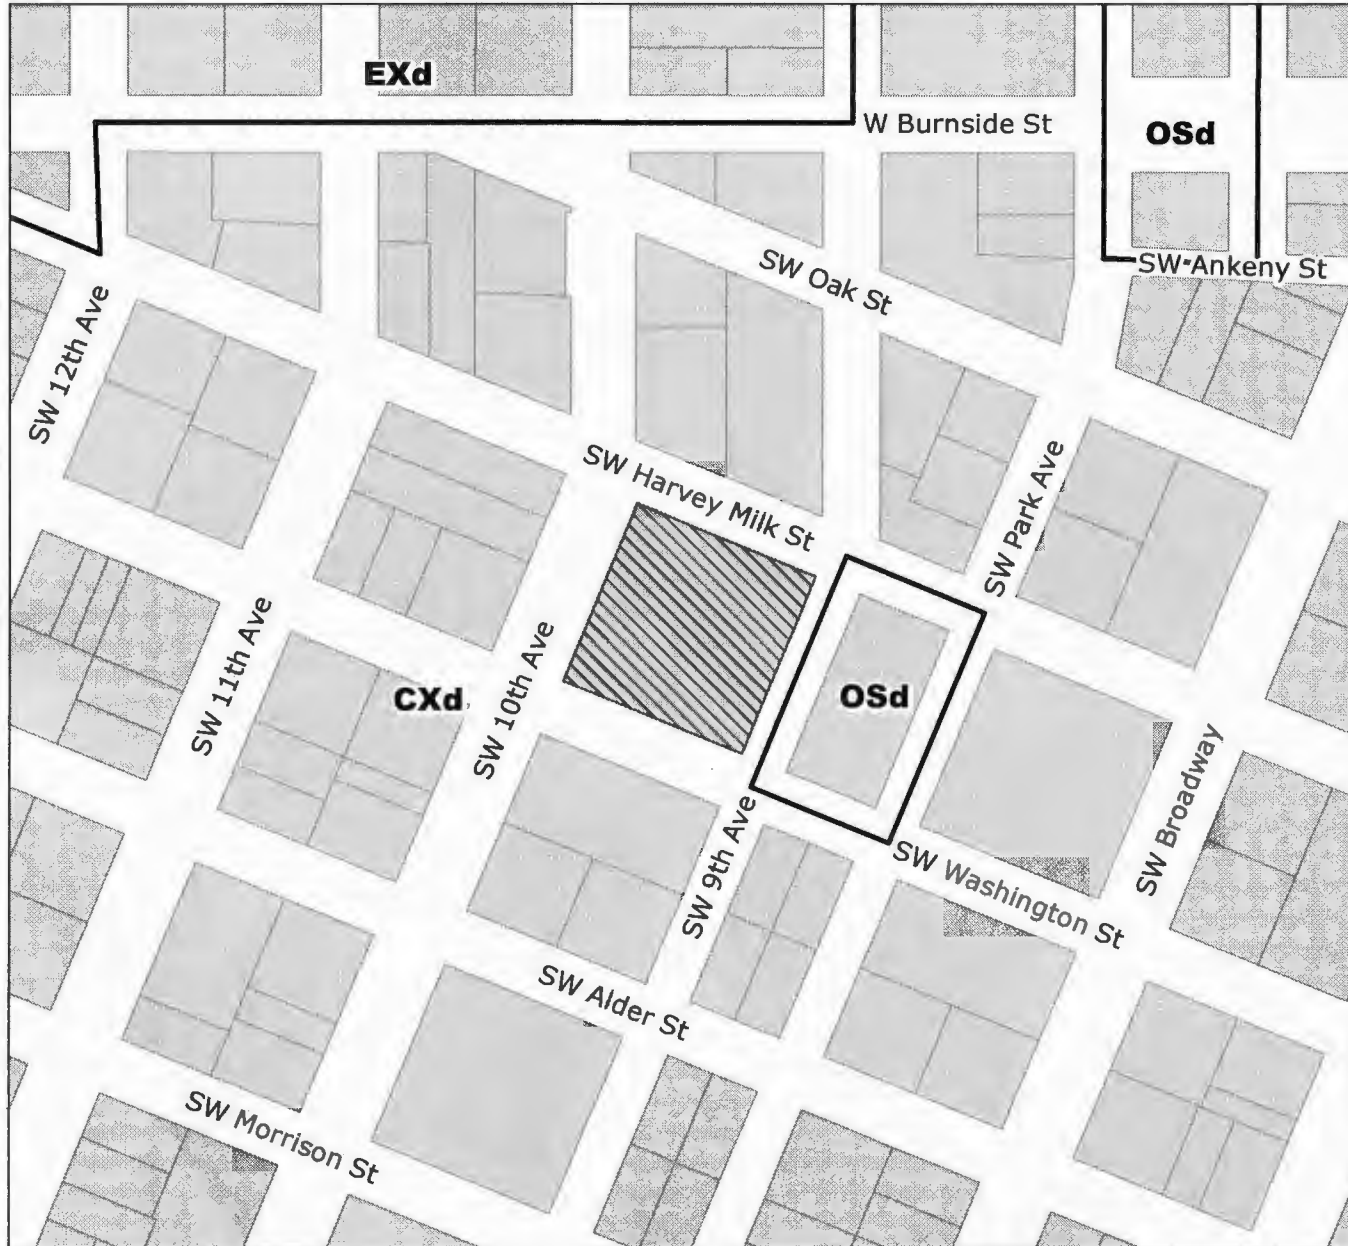 EXd
W Burnside St
OSd
SW Ankeny St
SW Oak St
SW 12th Ave
SW Harvey Milk St
SW Park Ave
SW 11th Ave
SW 10th Ave
CXd
OSd
SW Broadway
SW 9th Ave
SW Washington St
SW Alder St
SW Morrison St